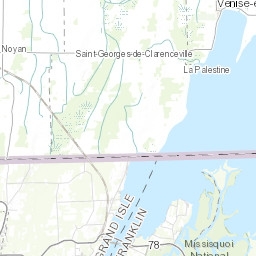 Venise-e
Noyan
Saint-Georges-de-Clarenceville
La Palestine
GRAND ISLE
FRANKLIN
78
Missisquoi
National